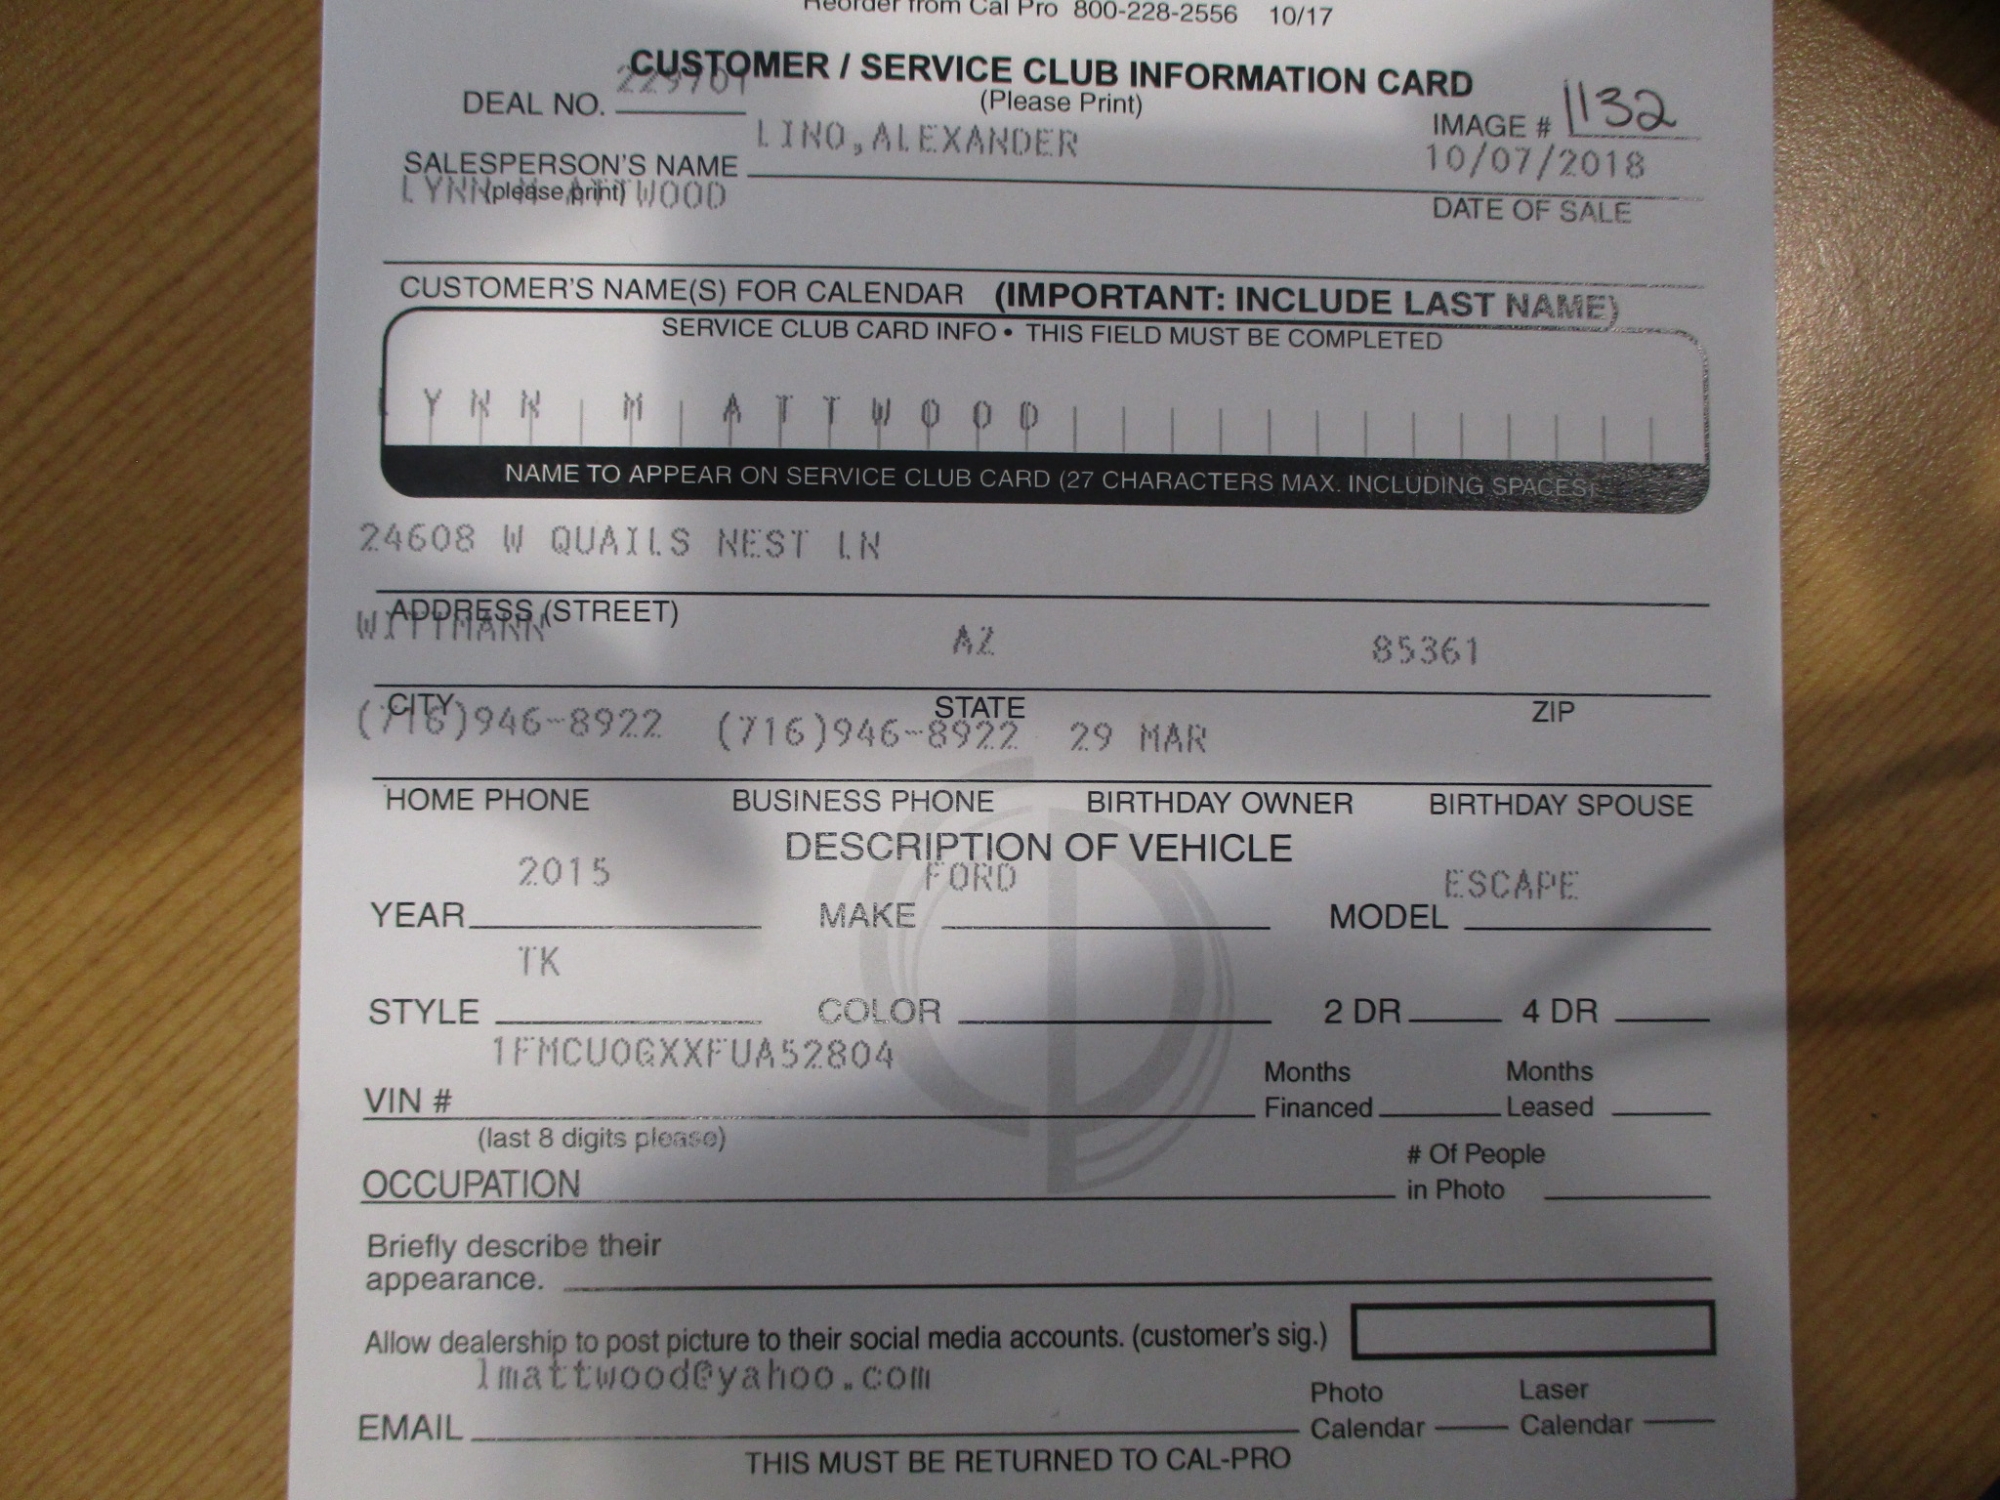 Reorder from Cal Pro 800-228-2556 10/17
CUSTOMER / SERVICE CLUB INFORMATION CARD
(Please Print)
DEAL NO. 229701
IMAGE # 1132
LINO,ALEXANDER
SALESPERSON'S NAME
(please print)
10/07/2018
DATE OF SALE
LYNN M ATTWOOD
CUSTOMER'S NAME(S) FOR CALENDAR (IMPORTANT: INCLUDE LAST NAME)
SERVICE CLUB CARD INFO • THIS FIELD MUST BE COMPLETED
YNN M ATTWOOD
NAME TO APPEAR ON SERVICE CLUB CARD (27 CHARACTERS MAX. INCLUDING SPACES)
24608 W QUAILS NEST LN
ADDRESS (STREET)
WITTMANN AZ 85361
CITY STATE ZIP
(716)946-8922 (716)946-8922 29 MAR
HOME PHONE BUSINESS PHONE BIRTHDAY OWNER BIRTHDAY SPOUSE
DESCRIPTION OF VEHICLE
2015 FORD ESCAPE
YEAR MAKE MODEL
TK
STYLE COLOR 2 DR 4 DR
1FMCU0GXXFUA52804
VIN # Months Financed Months Leased
(last 8 digits please)
OCCUPATION # Of People in Photo
Briefly describe their
appearance.
Allow dealership to post picture to their social media accounts. (customer's sig.)
lmattwood@yahoo.com
EMAIL Photo Calendar Laser Calendar
THIS MUST BE RETURNED TO CAL-PRO